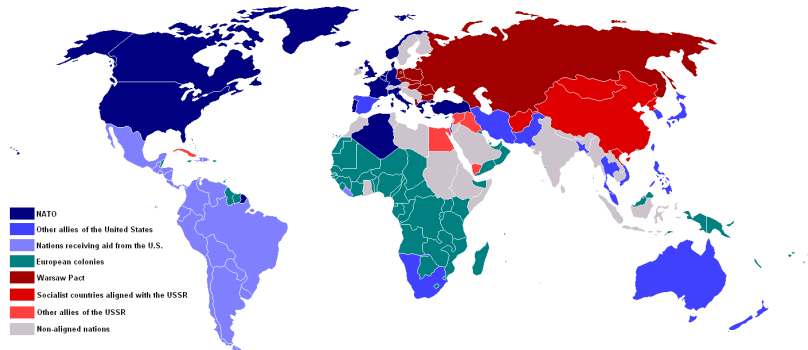 NATO
Other allies of the United States
Nations receiving aid from the U.S.
European colonies
Warsaw Pact
Socialist countries aligned with the USSR
Other allies of the USSR
Non-aligned nations